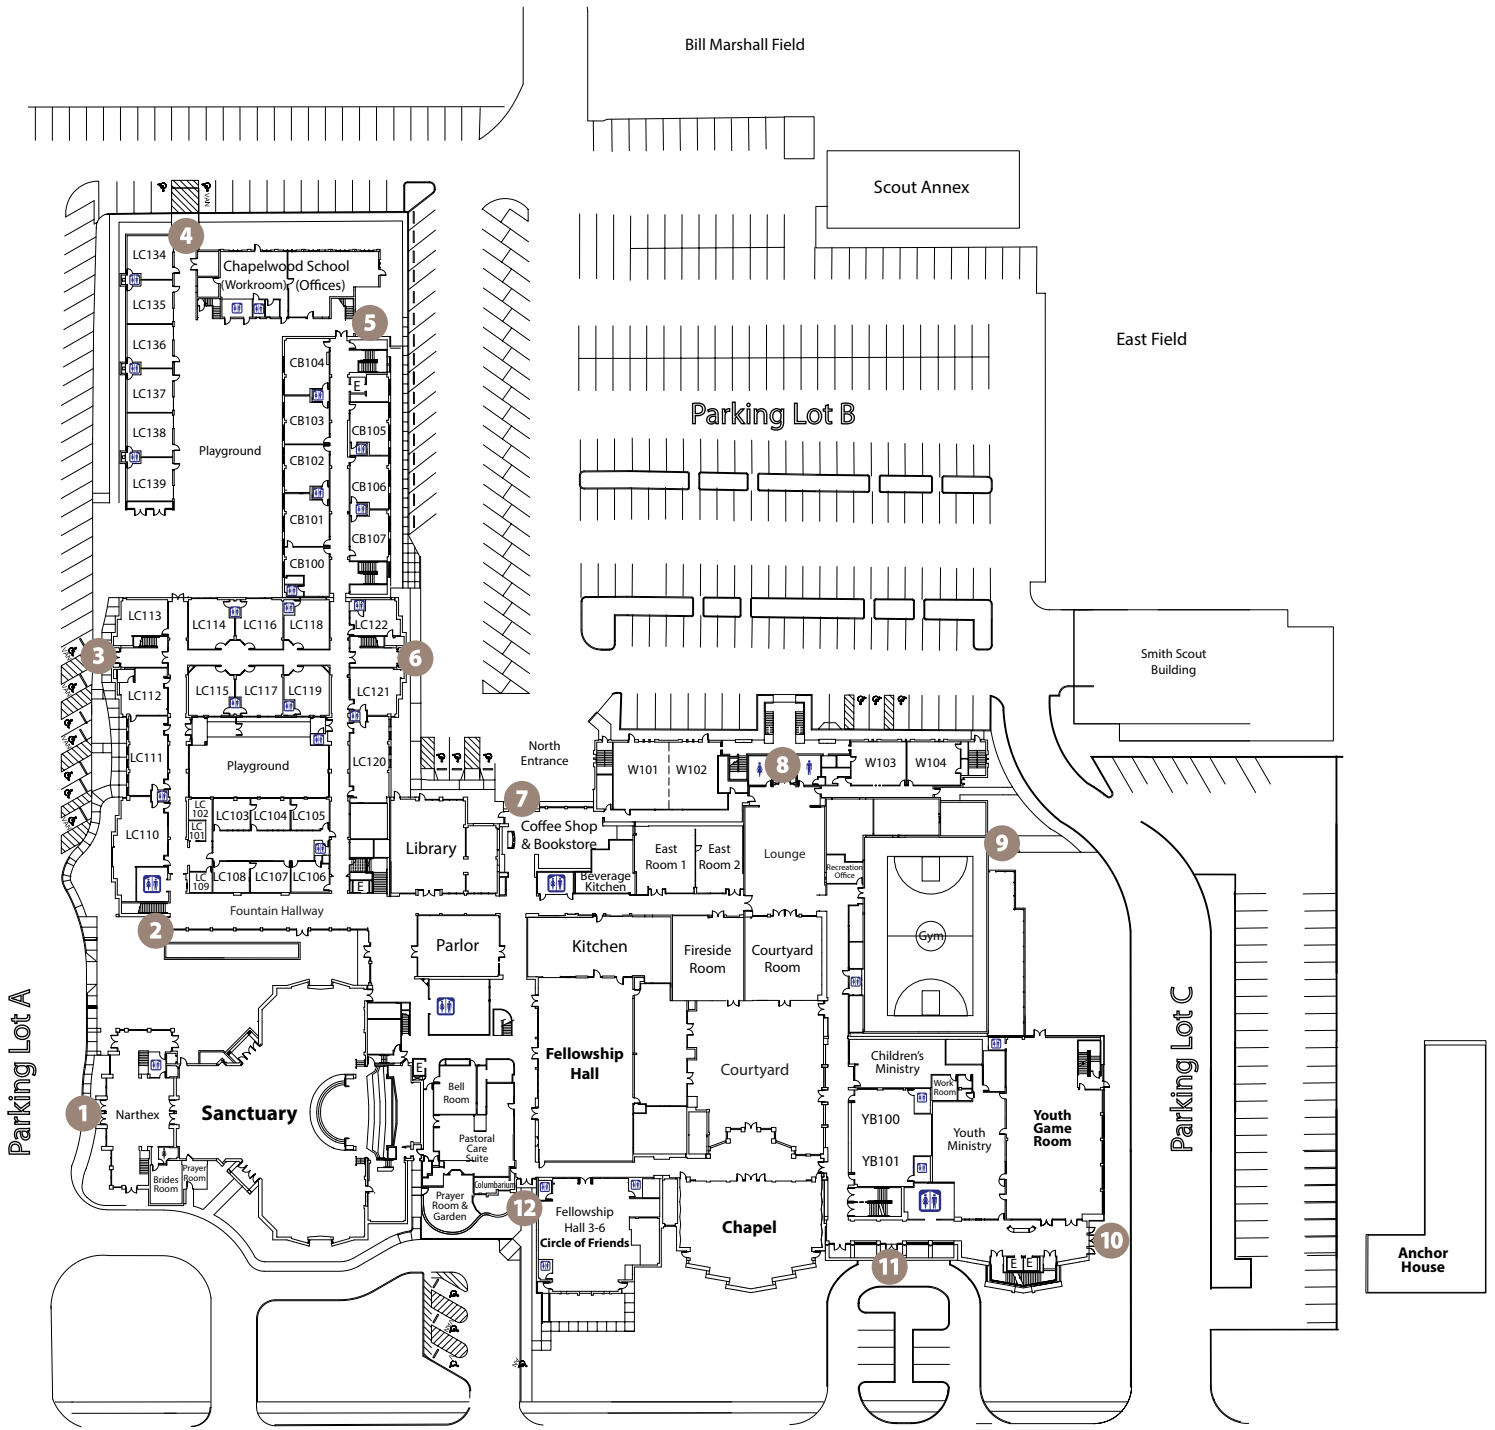 Bill Marshall Field
Scout Annex
VAN
4
LC134
Chapelwood School
(Workroom) (Offices)
LC135
5
East Field
LC136
CB104
E
LC137
Parking Lot B
CB103
CB105
LC138
Playground
CB102
LC139
CB106
CB101
CB107
CB100
LC113
LC114
LC116
LC118
LC122
3
6
Smith Scout
Building
LC112
LC115
LC117
LC119
LC121
North
Entrance
LC111
Playground
LC120
W101
W102
8
W103
W104
7
LC
102
LC103
LC104
LC105
LC110
LC
101
Coffee Shop
& Bookstore
9
Library
East
Room 1
East
Room 2
Lounge
Recreation
Office
LC
109
LC108
LC107
LC106
E
Beverage
Kitchen
Fountain Hallway
2
Parlor
Kitchen
Fireside
Room
Courtyard
Room
Gym
Parking Lot A
Parking Lot C
Fellowship
Hall
E
Children's
Ministry
Courtyard
Bell
Room
Work
Room
1
Narthex
Sanctuary
YB100
Youth
Game
Room
Youth
Ministry
Pastoral
Care
Suite
YB101
Brides
Room
Prayer
Room
Columbarium
Prayer
Room &
Garden
12
Fellowship
Hall 3-6
Circle of Friends
Chapel
10
11
E E
Anchor
House